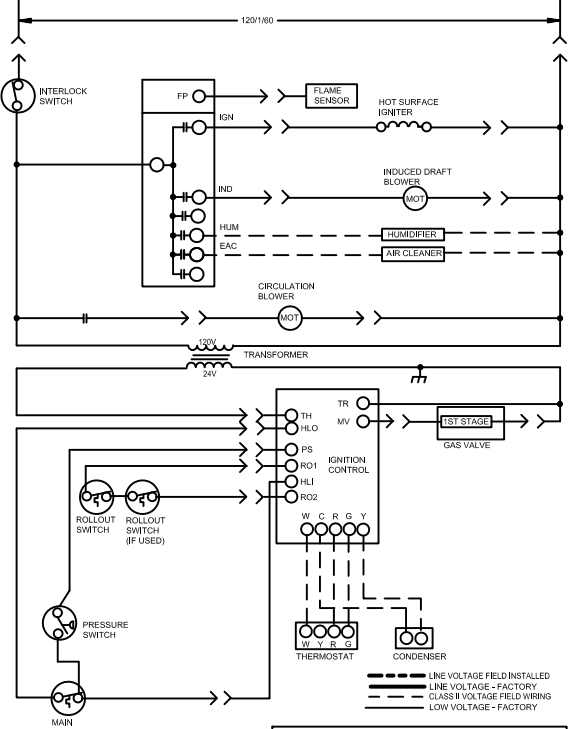 120/1/60
INTERLOCK
SWITCH
FP
FLAME
SENSOR
IGN
HOT SURFACE
IGNITER
INDUCED DRAFT
BLOWER
IND
MOT
HUM
HUMIDIFIER
EAC
AIR CLEANER
CIRCULATION
BLOWER
MOT
120V
TRANSFORMER
24V
TR
TH
MV
1ST STAGE
HLO
GAS VALVE
PS
IGNITION
CONTROL
RO1
HLI
RO2
ROLLOUT
SWITCH
ROLLOUT
SWITCH
(IF USED)
W C R G Y
PRESSURE
SWITCH
W Y R G
THERMOSTAT
CONDENSER
LINE VOLTAGE FIELD INSTALLED
LINE VOLTAGE - FACTORY
CLASS II VOLTAGE FIELD WIRING
LOW VOLTAGE - FACTORY
MAIN